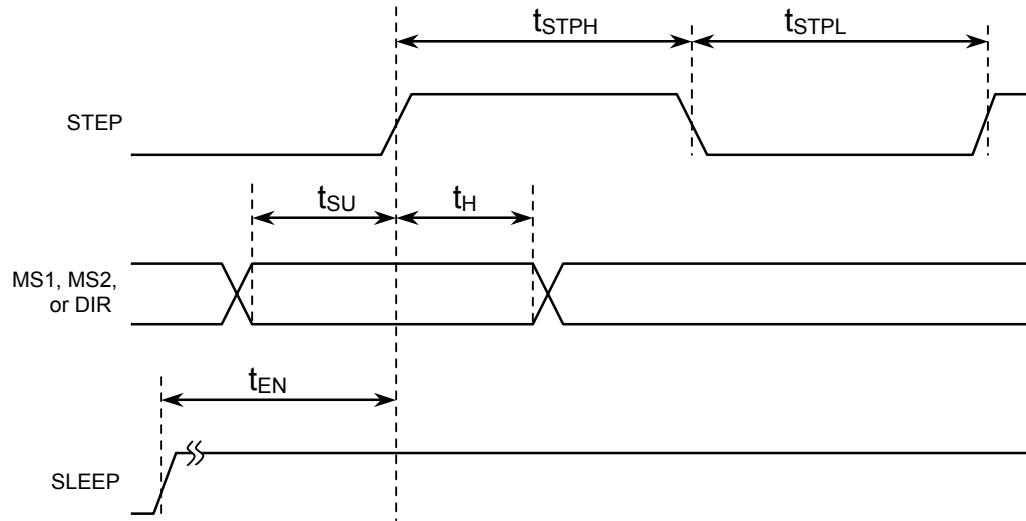 tSTPH
tSTPL
STEP
tSU
tH
MS1, MS2,
or DIR
tEN
SLEEP